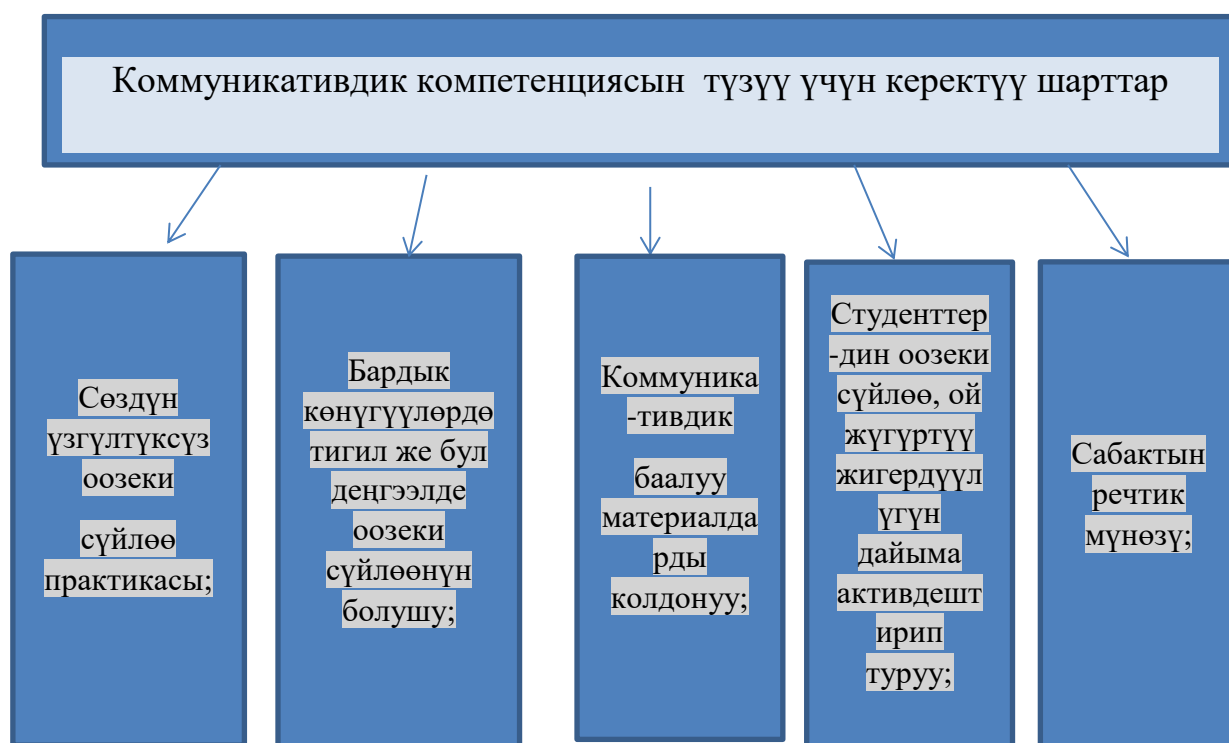 Коммуникативдик компетенциясын түзүү үчүн керектүү шарттар
Сөздүн
үзгүлтүксүз
оозеки
сүйлөө
практикасы;
Бардык
көнүгүүлөрдө
тигил же бул
деңгээлде
оозеки
сүйлөөнүн
болушу;
Коммуника
-тивдик
баалуу
материалда
рды
колдонуу;
Студенттер
-дин оозеки
сүйлөө, ой
жүгүртүү
жигердүүл
үгүн
дайыма
активдешт
ирип
туруу;
Сабактын
речтик
мүнөзү;